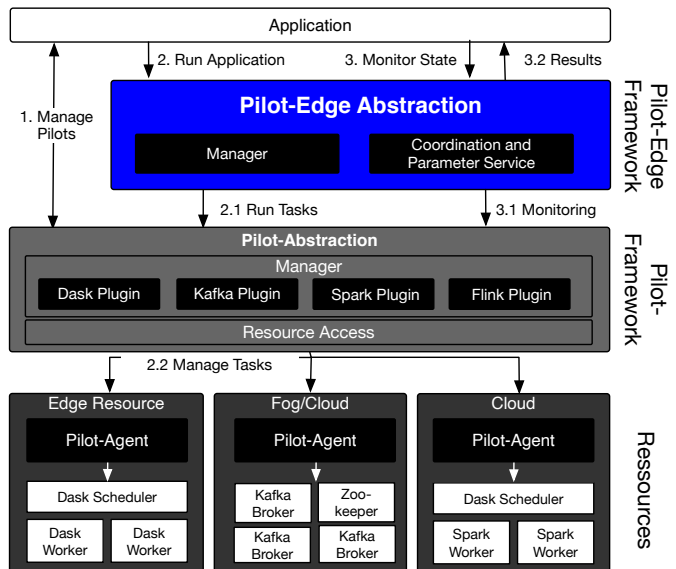 Application
2. Run Application
3. Monitor State
3.2 Results
1. Manage
Pilots
Pilot-Edge Abstraction
Manager
Coordination and
Parameter Service
Pilot-Edge
Framework
2.1 Run Tasks
3.1 Monitoring
Pilot-Abstraction
Manager
Dask Plugin
Kafka Plugin
Spark Plugin
Flink Plugin
Resource Access
Pilot-
Framework
2.2 Manage Tasks
Edge Resource
Pilot-Agent
Dask Scheduler
Dask
Worker
Dask
Worker
Fog/Cloud
Pilot-Agent
Kafka
Broker
Zoo-
keeper
Kafka
Broker
Kafka
Broker
Cloud
Pilot-Agent
Dask Scheduler
Spark
Worker
Spark
Worker
Ressources